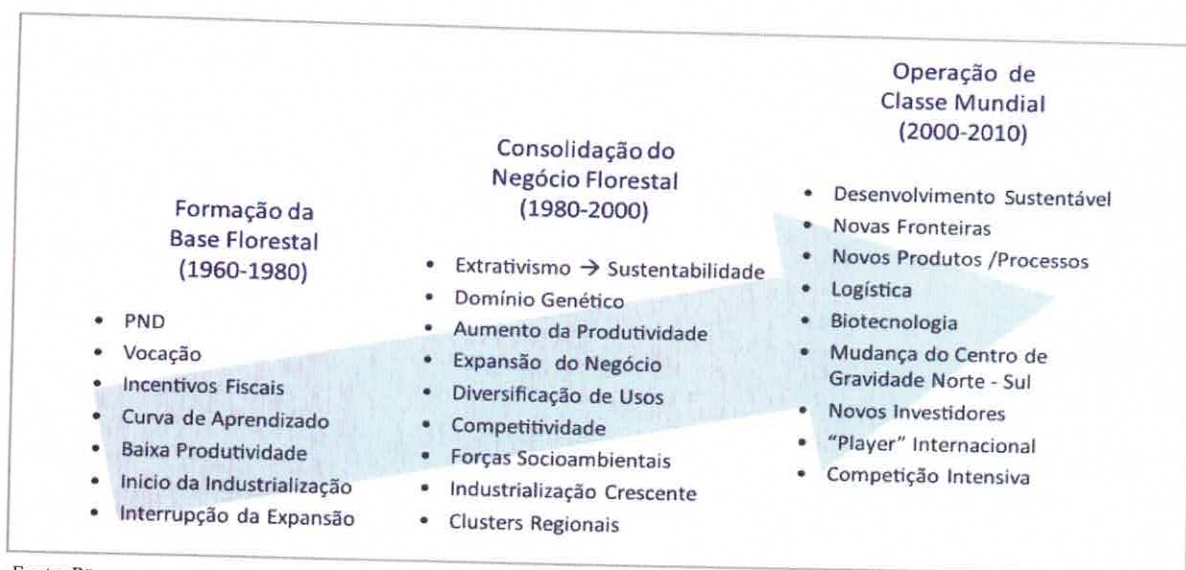 Formação da
Base Florestal
(1960-1980)
• PND
• Vocação
• Incentivos Fiscais
• Curva de Aprendizado
• Baixa Produtividade
• Início da Industrialização
• Interrupção da Expansão
Consolidação do
Negócio Florestal
(1980-2000)
• Extrativismo → Sustentabilidade
• Domínio Genético
• Aumento da Produtividade
• Expansão do Negócio
• Diversificação de Usos
• Competitividade
• Forças Socioambientais
• Industrialização Crescente
• Clusters Regionais
Operação de
Classe Mundial
(2000-2010)
• Desenvolvimento Sustentável
• Novas Fronteiras
• Novos Produtos /Processos
• Logística
• Biotecnologia
• Mudança do Centro de
Gravidade Norte - Sul
• Novos Investidores
• “Player” Internacional
• Competição Intensiva